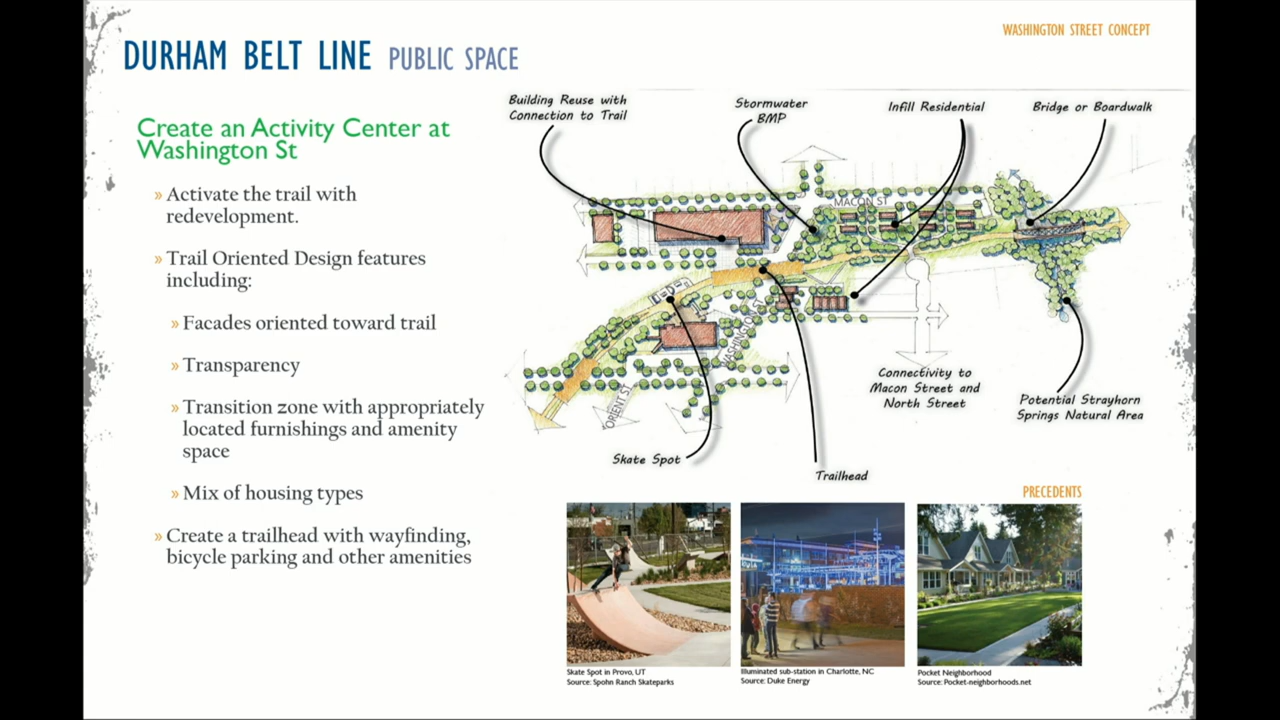 WASHINGTON STREET CONCEPT
DURHAM BELT LINE PUBLIC SPACE
Create an Activity Center at
Washington St
» Activate the trail with
redevelopment.
» Trail Oriented Design features
including:
» Facades oriented toward trail
» Transparency
» Transition zone with appropriately
located furnishings and amenity
space
» Mix of housing types
» Create a trailhead with wayfinding,
bicycle parking and other amenities
Building Reuse with
Connection to Trail
Stormwater
BMP
Infill Residential
Bridge or Boardwalk
MACON ST
WASHINGTON ST
ORIENT ST
Connectivity to
Macon Street and
North Street
Potential Strayhorn
Springs Natural Area
Skate Spot
Trailhead
PRECEDENTS
Skate Spot in Provo, UT
Source: Spohn Ranch Skateparks
Illuminated sub-station in Charlotte, NC
Source: Duke Energy
Pocket Neighborhood
Source: Pocket-neighborhoods.net